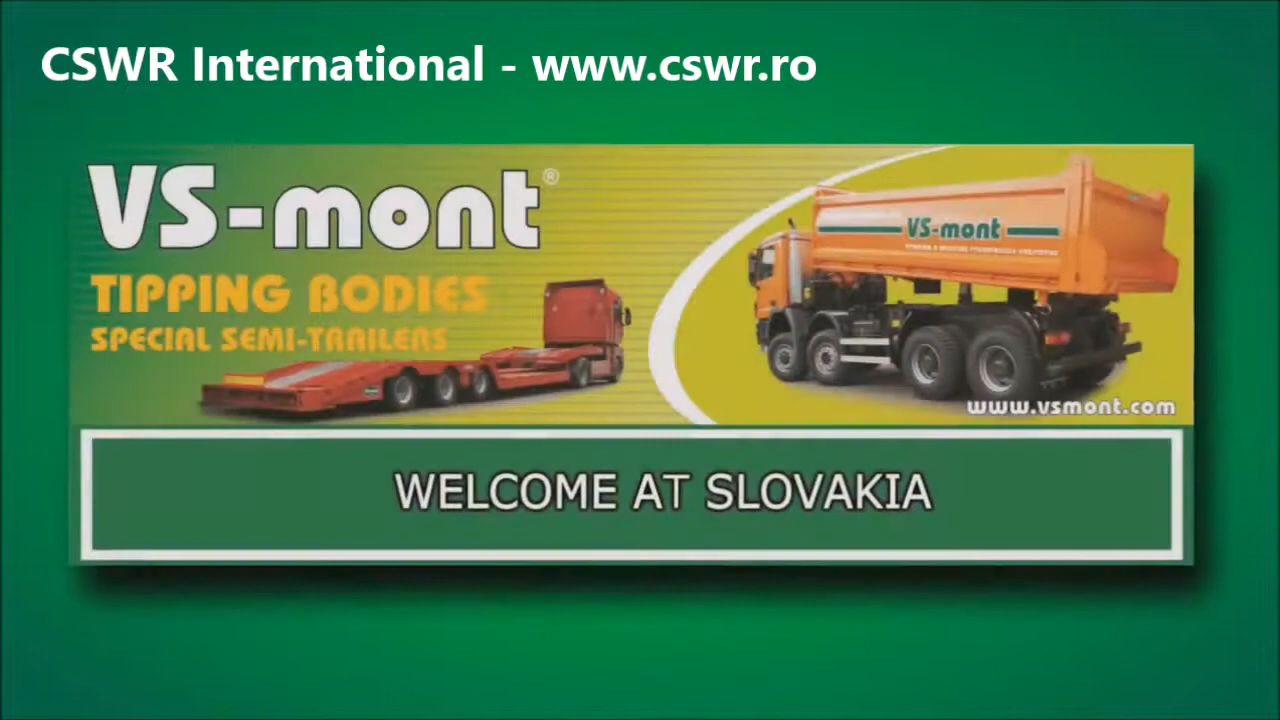 CSWR International - www.cswr.ro
VS-mont®
TIPPING BODIES
SPECIAL SEMI-TRAILERS
VS-mont
www.vsmont.com
WELCOME AT SLOVAKIA